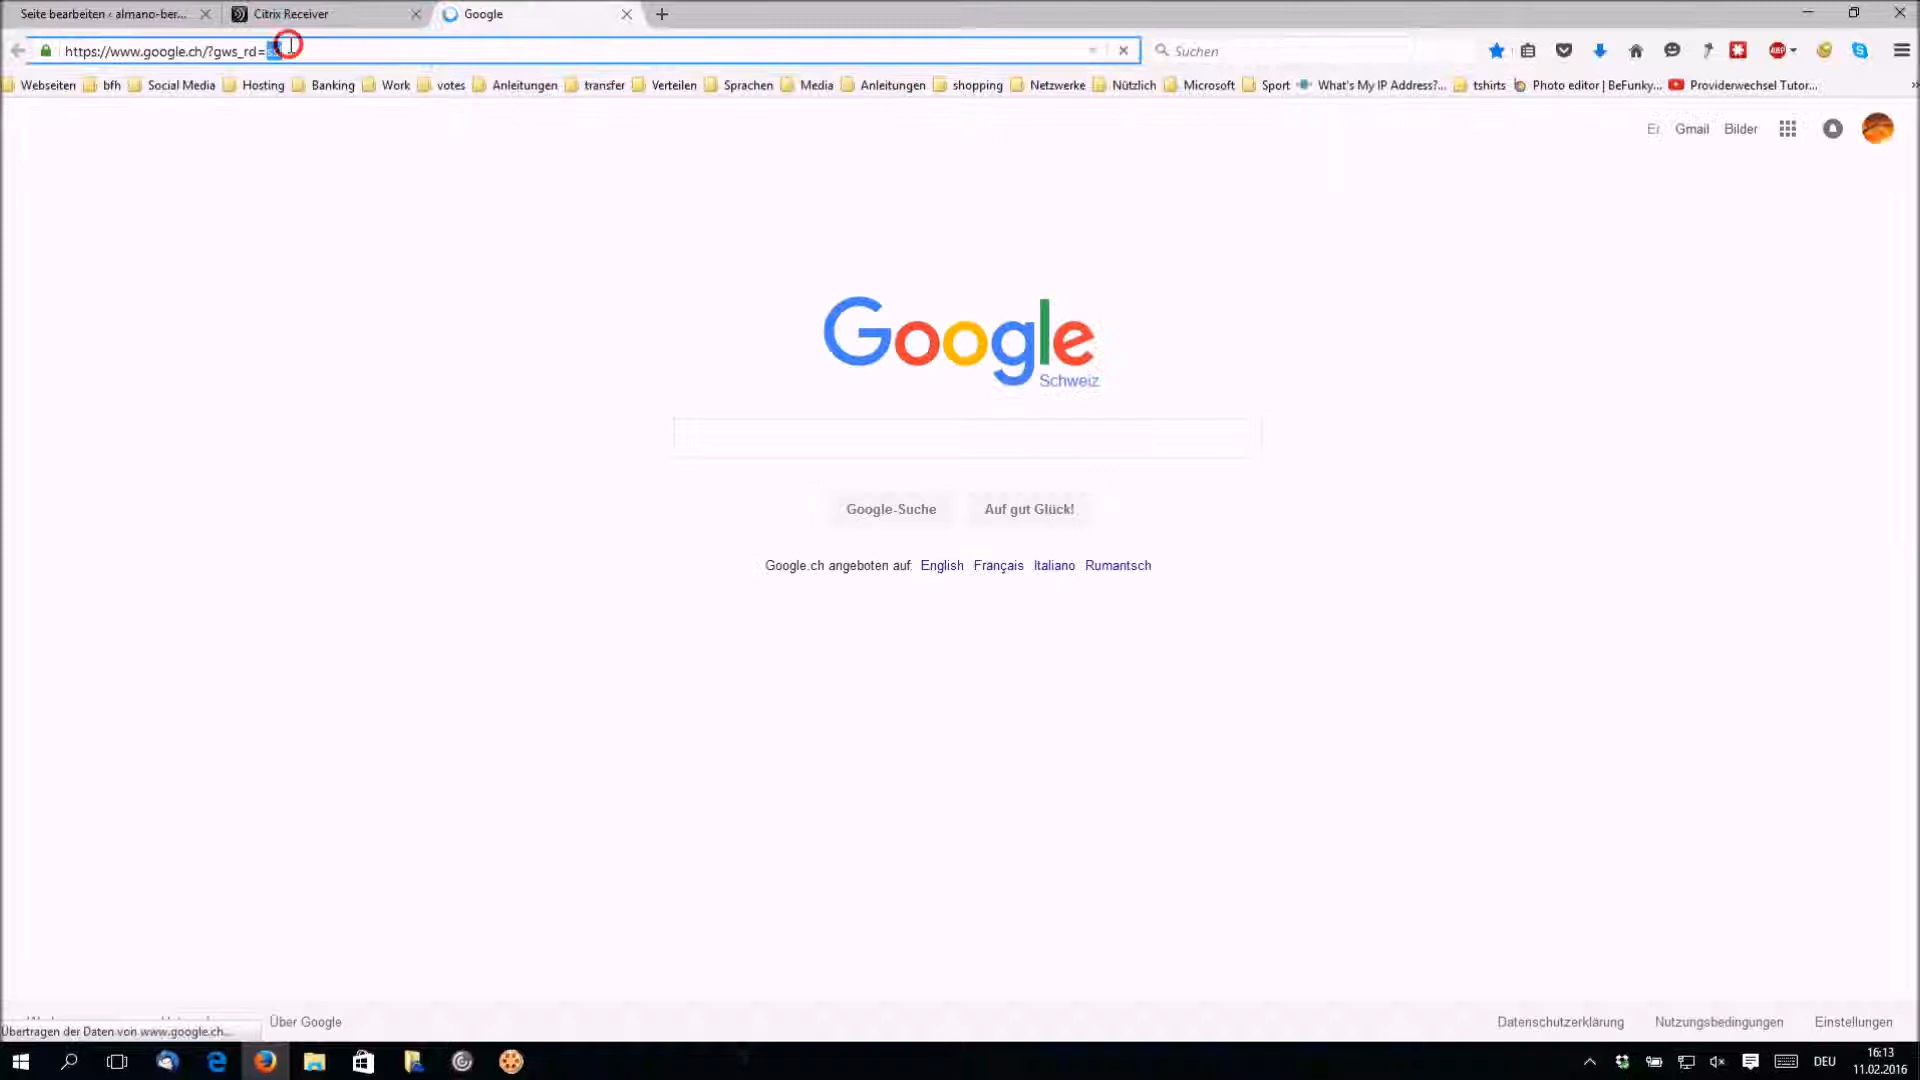 Seite bearbeiten ‹ almano-ber...
Citrix Receiver
Google
https://www.google.ch/?gws_rd=
Suchen
Webseiten bfh Social Media Hosting Banking Work votes Anleitungen transfer Verteilen Sprachen Media Anleitungen shopping Netzwerke Nützlich Microsoft Sport What's My IP Address?... tshirts Photo editor | BeFunky... Providerwechsel Tutor...
Gmail Bilder
Google
Schweiz
Google-Suche Auf gut Glück!
Google.ch angeboten auf: English Français Italiano Rumantsch
Über Google
Datenschutzerklärung Nutzungsbedingungen Einstellungen
Übertragen der Daten von www.google.ch...
DEU
16:13
11.02.2016